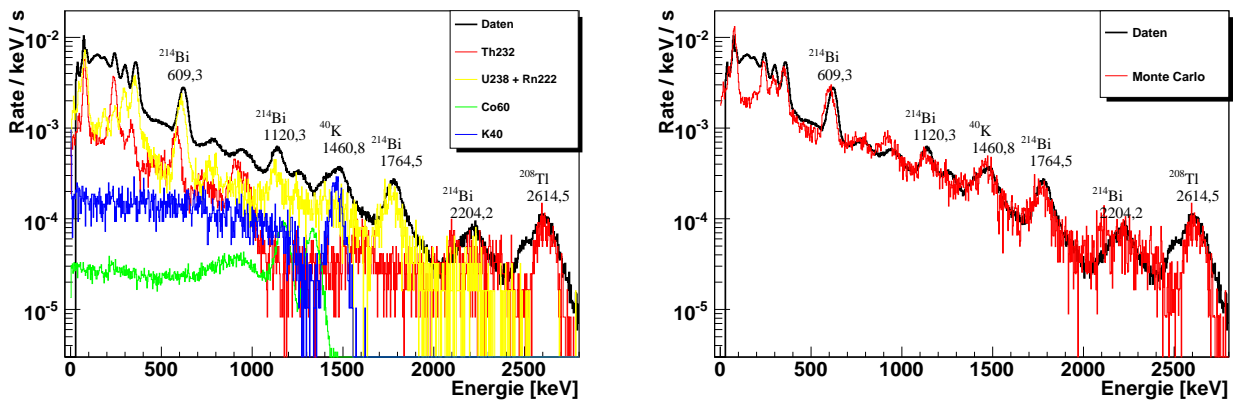 Rate / keV / s
10⁻²
10⁻³
10⁻⁴
10⁻⁵
²¹⁴Bi
609,3
²¹⁴Bi
1120,3
⁴⁰K
1460,8
²¹⁴Bi
1764,5
²¹⁴Bi
2204,2
²⁰⁸Tl
2614,5
Daten
Th232
U238 + Rn222
Co60
K40
0 500 1000 1500 2000 2500
Energie [keV]
Rate / keV / s
10⁻²
10⁻³
10⁻⁴
10⁻⁵
²¹⁴Bi
609,3
²¹⁴Bi
1120,3
⁴⁰K
1460,8
²¹⁴Bi
1764,5
²¹⁴Bi
2204,2
²⁰⁸Tl
2614,5
Daten
Monte Carlo
0 500 1000 1500 2000 2500
Energie [keV]